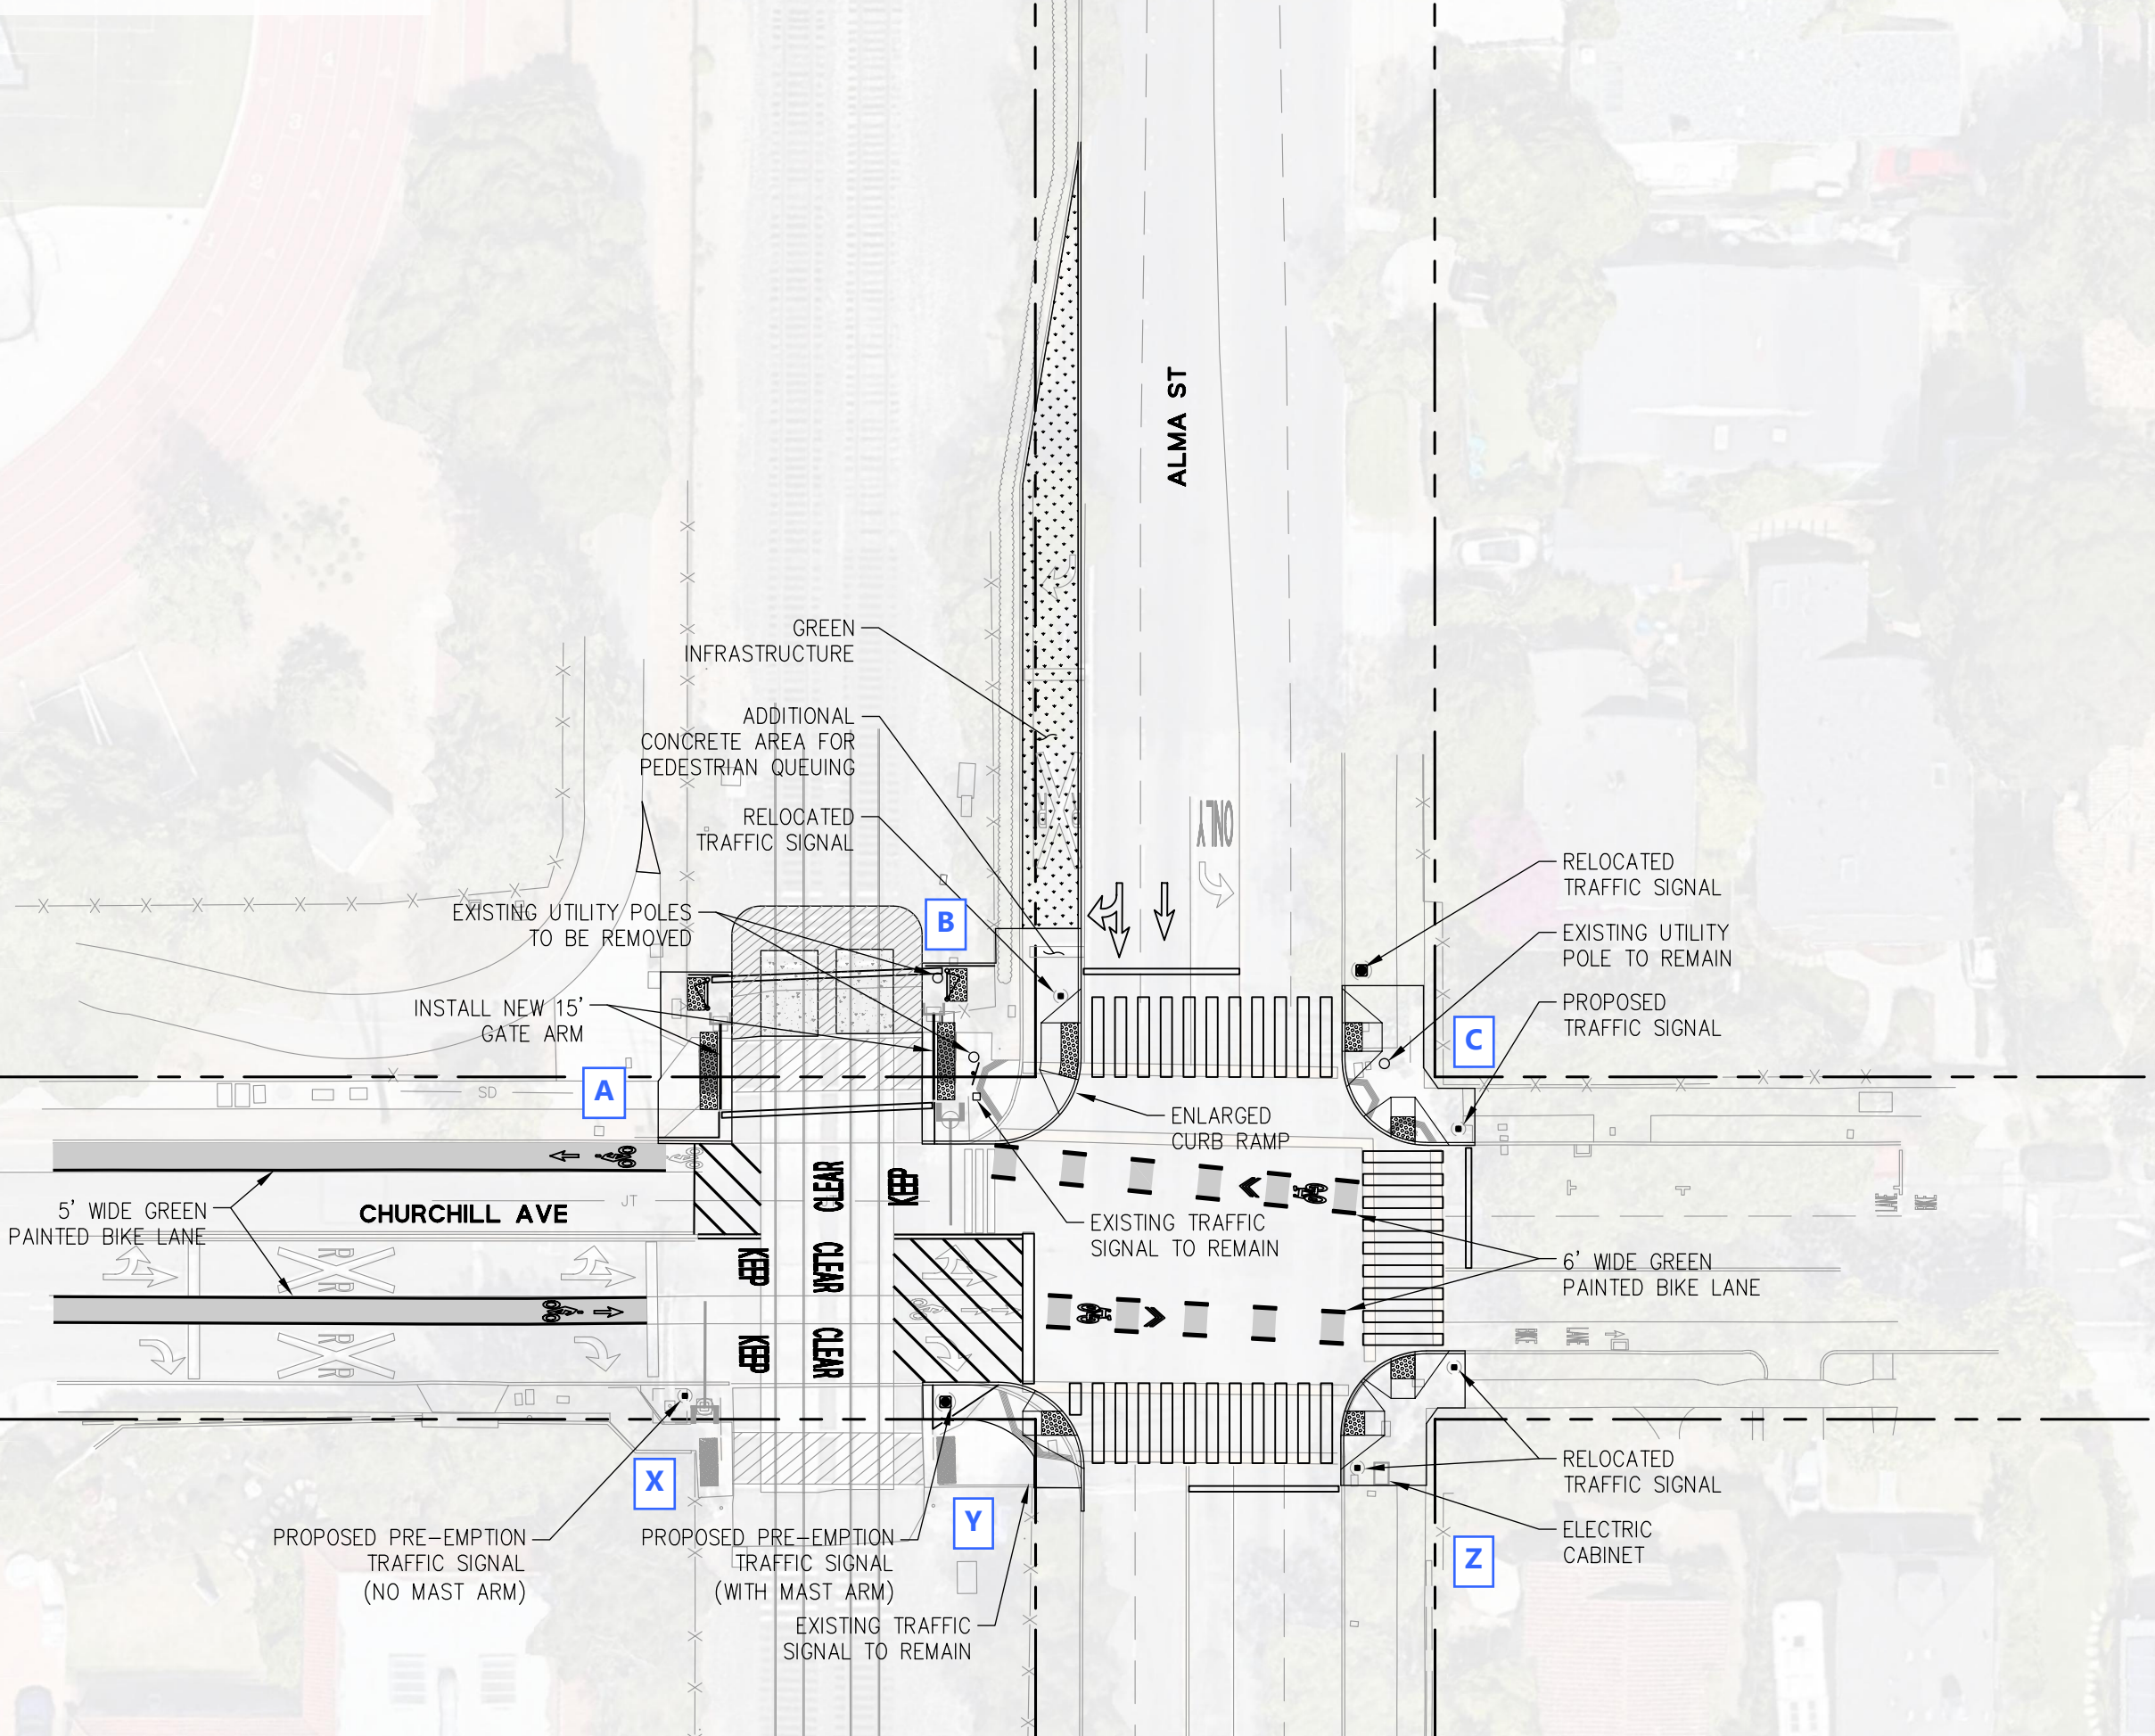 ALMA ST
GREEN
INFRASTRUCTURE
ADDITIONAL
CONCRETE AREA FOR
PEDESTRIAN QUEUING
RELOCATED
TRAFFIC SIGNAL
ONLY
RELOCATED
TRAFFIC SIGNAL
EXISTING UTILITY POLES
TO BE REMOVED
B
EXISTING UTILITY
POLE TO REMAIN
INSTALL NEW 15'
GATE ARM
PROPOSED
TRAFFIC SIGNAL
C
A
SD
ENLARGED
CURB RAMP
5' WIDE GREEN
PAINTED BIKE LANE
CHURCHILL AVE
JT
CLEAR
KEEP
EXISTING TRAFFIC
SIGNAL TO REMAIN
LANE
BIKE
KEEP
CLEAR
6' WIDE GREEN
PAINTED BIKE LANE
R R
KEEP
CLEAR
R R
BIKE
LANE
X
Y
Z
RELOCATED
TRAFFIC SIGNAL
ELECTRIC
CABINET
PROPOSED PRE-EMPTION
TRAFFIC SIGNAL
(NO MAST ARM)
PROPOSED PRE-EMPTION
TRAFFIC SIGNAL
(WITH MAST ARM)
EXISTING TRAFFIC
SIGNAL TO REMAIN